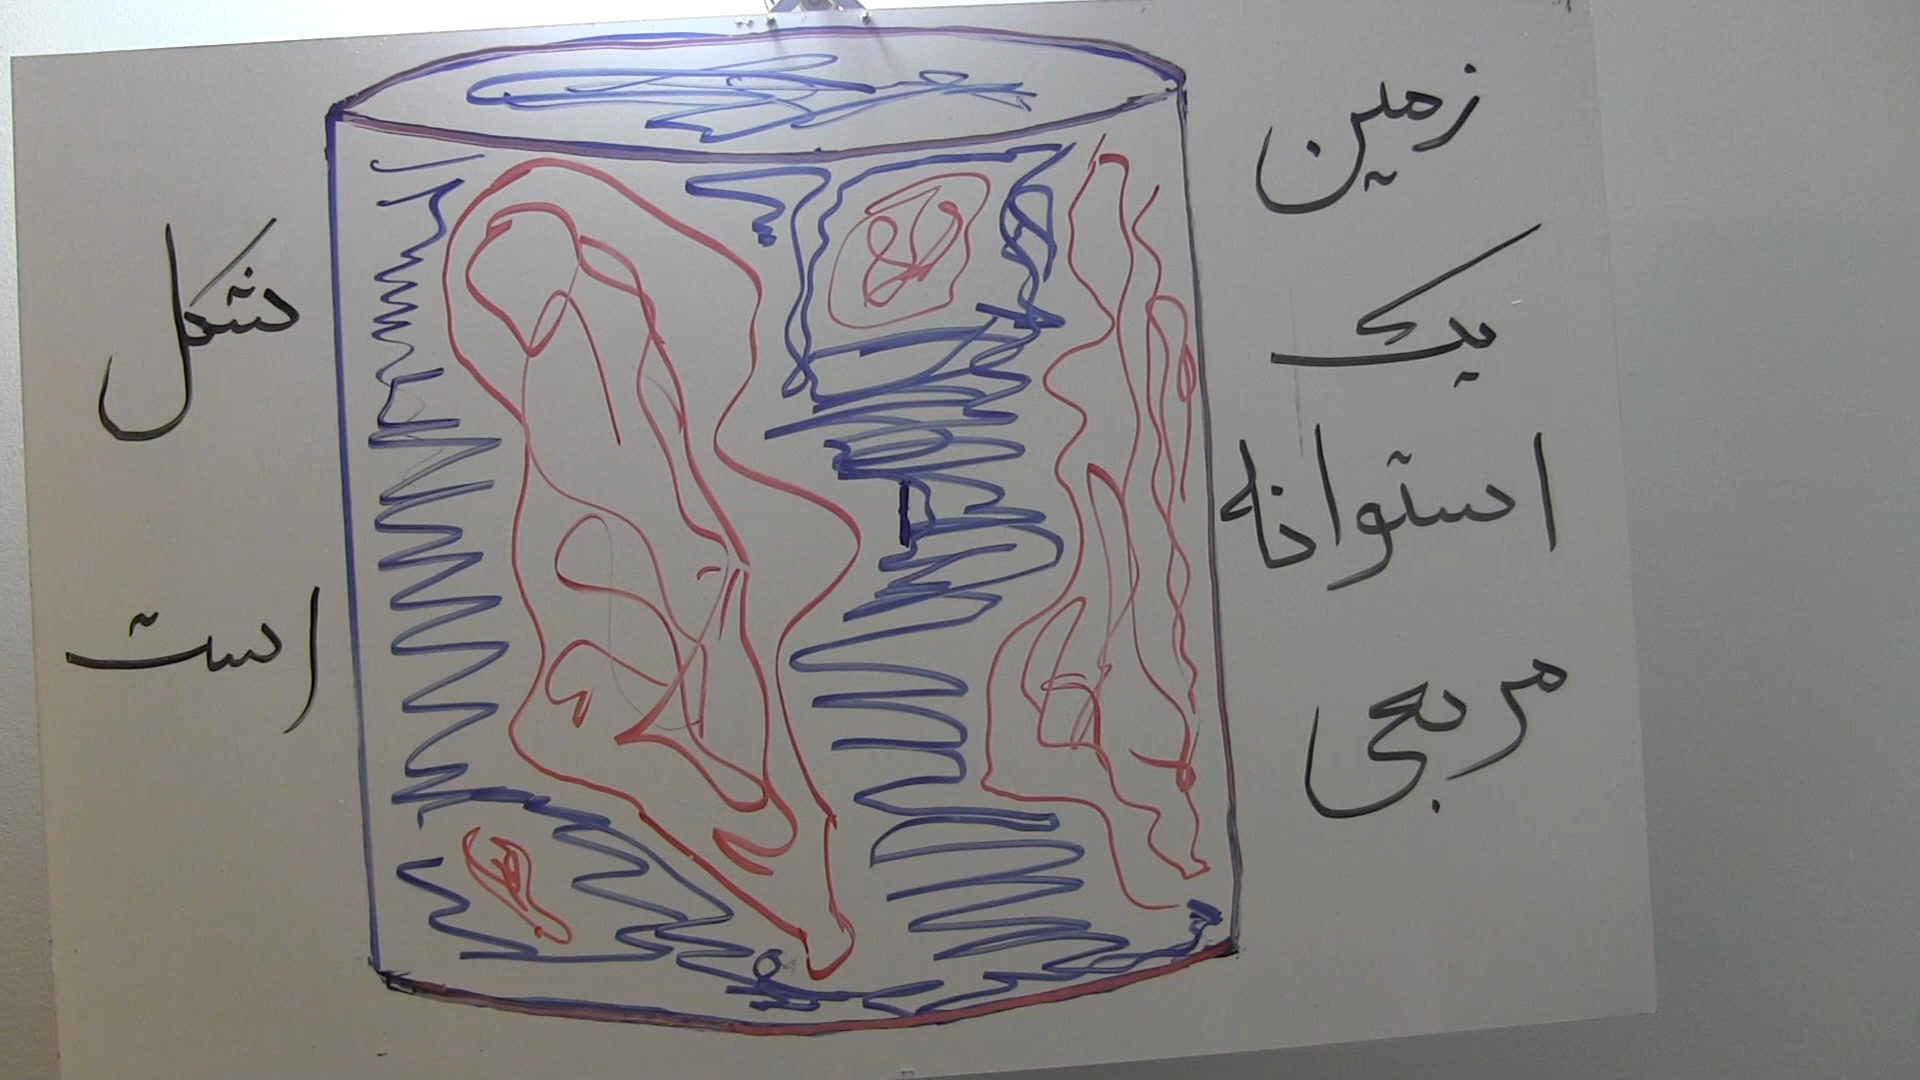 زمین
یک
استوانه
مربعی
شکل
است